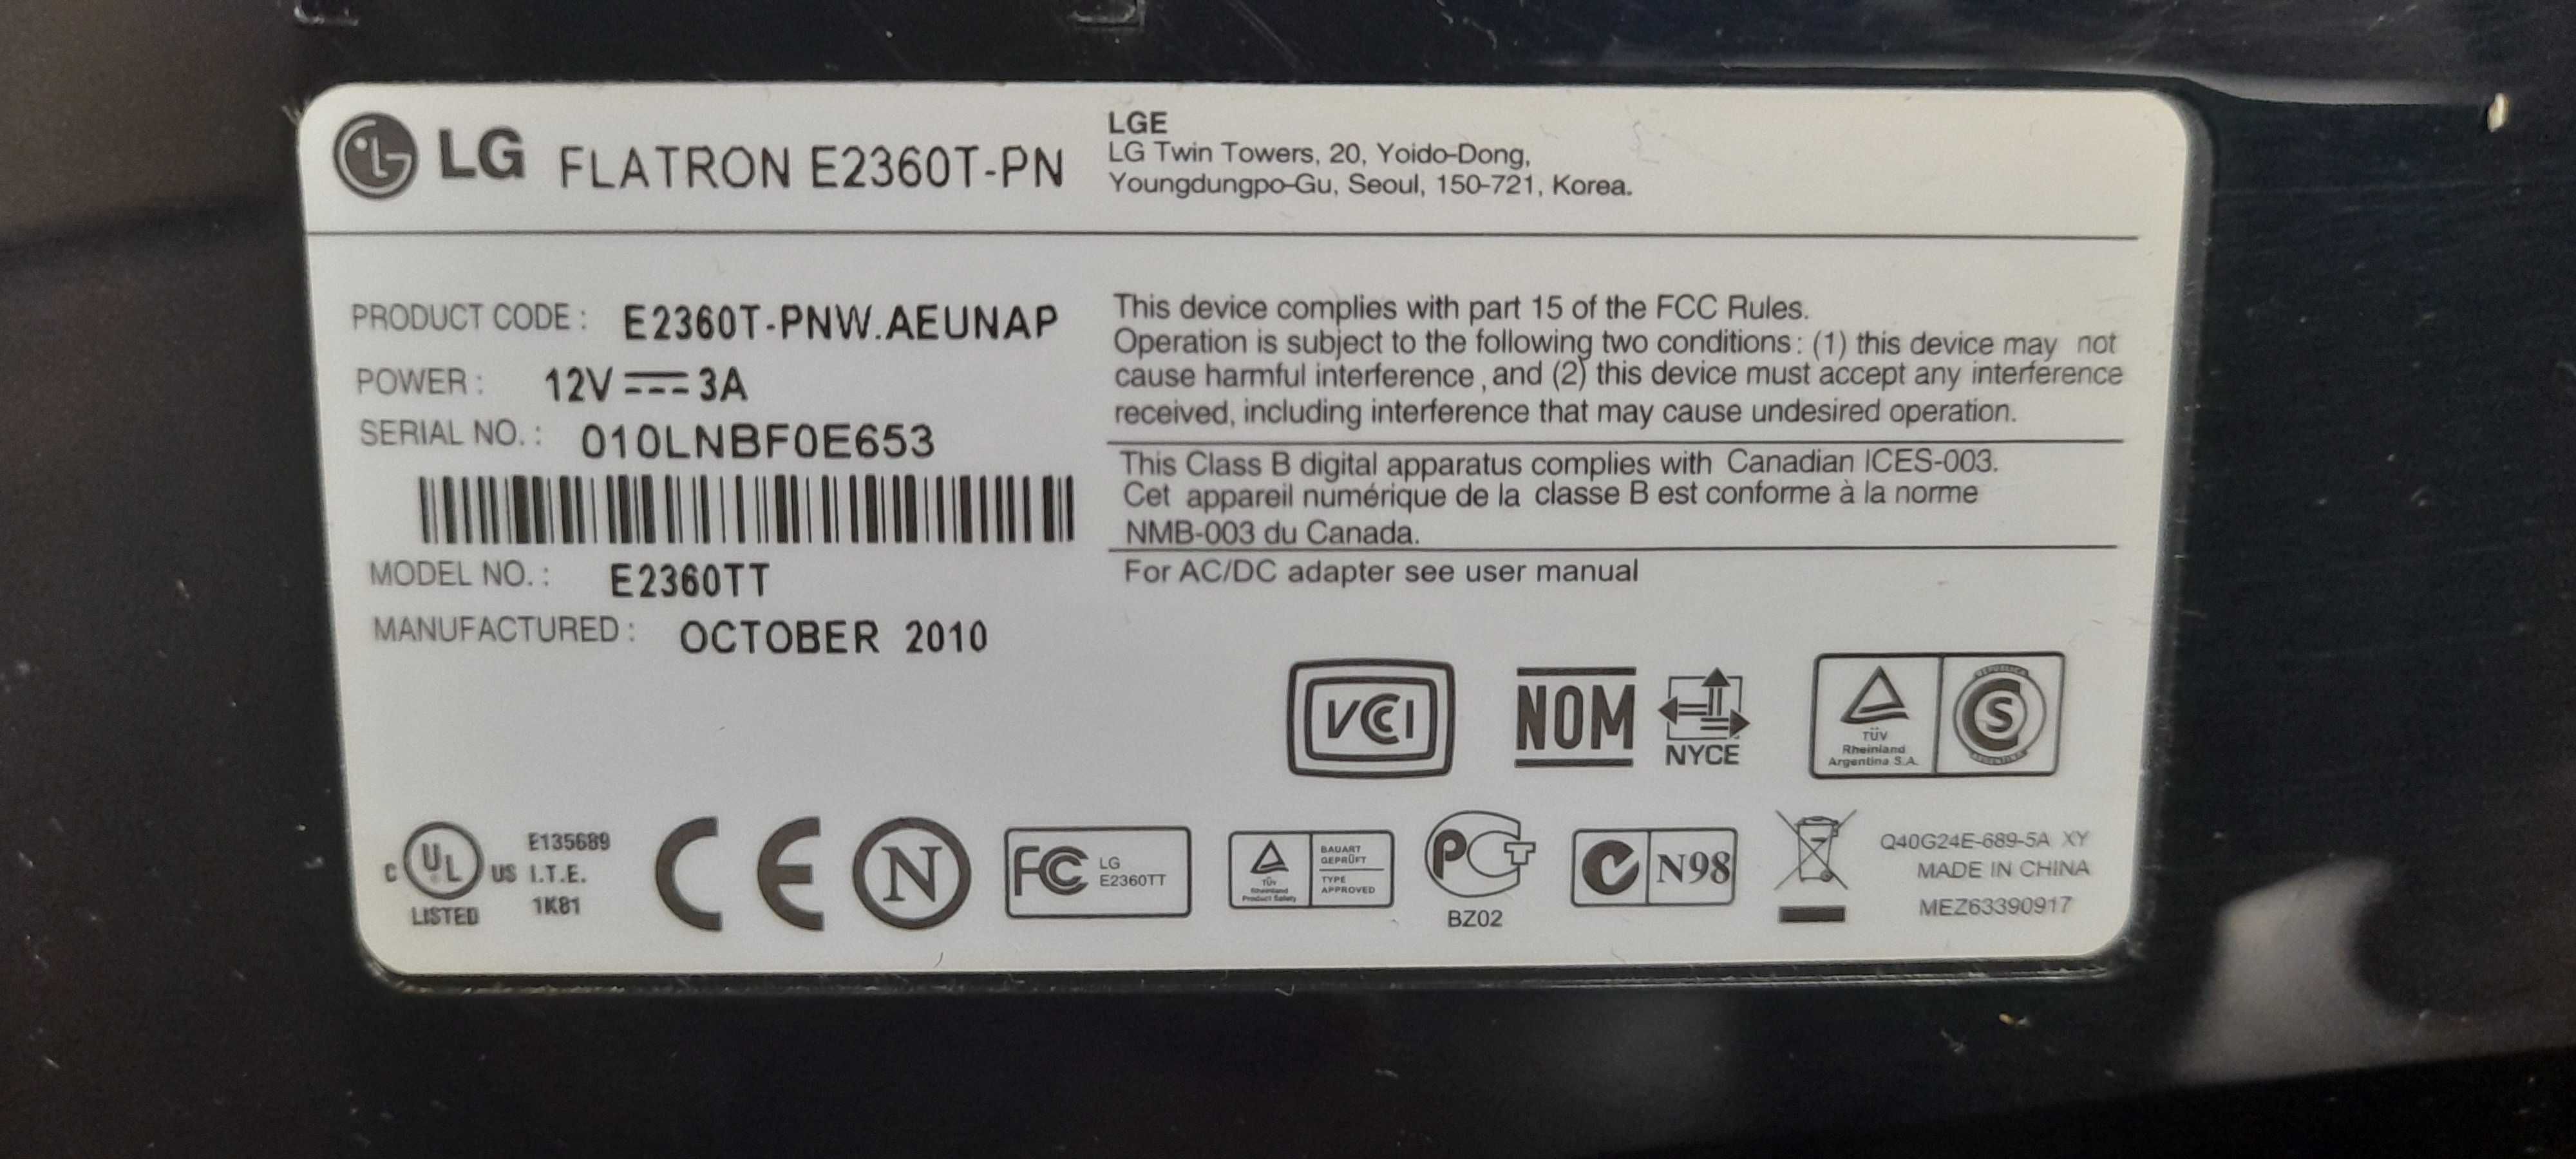 LG FLATRON E2360T-PN
LGE
LG Twin Towers, 20, Yoido-Dong,
Youngdungpo-Gu, Seoul, 150-721, Korea.
PRODUCT CODE : E2360T-PNW.AEUNAP
POWER : 12V 3A
SERIAL NO. : 010LNBF0E653
MODEL NO. : E2360TT
MANUFACTURED : OCTOBER 2010
This device complies with part 15 of the FCC Rules.
Operation is subject to the following two conditions : (1) this device may not
cause harmful interference , and (2) this device must accept any interference
received, including interference that may cause undesired operation.
This Class B digital apparatus complies with Canadian ICES-003.
Cet appareil numérique de la classe B est conforme à la norme
NMB-003 du Canada.
For AC/DC adapter see user manual
VCCI
NOM
NYCE
TÜV
Rheinland
Argentina S.A.
S
C UL US
LISTED
E135689
I.T.E.
1K81
CE
N
FC
LG
E2360TT
TÜV
Rheinland
Product Safety
BAUART
GEPRÜFT
TYPE
APPROVED
PCT
BZ02
N98
Q40G24E-689-5A XY
MADE IN CHINA
MEZ63390917